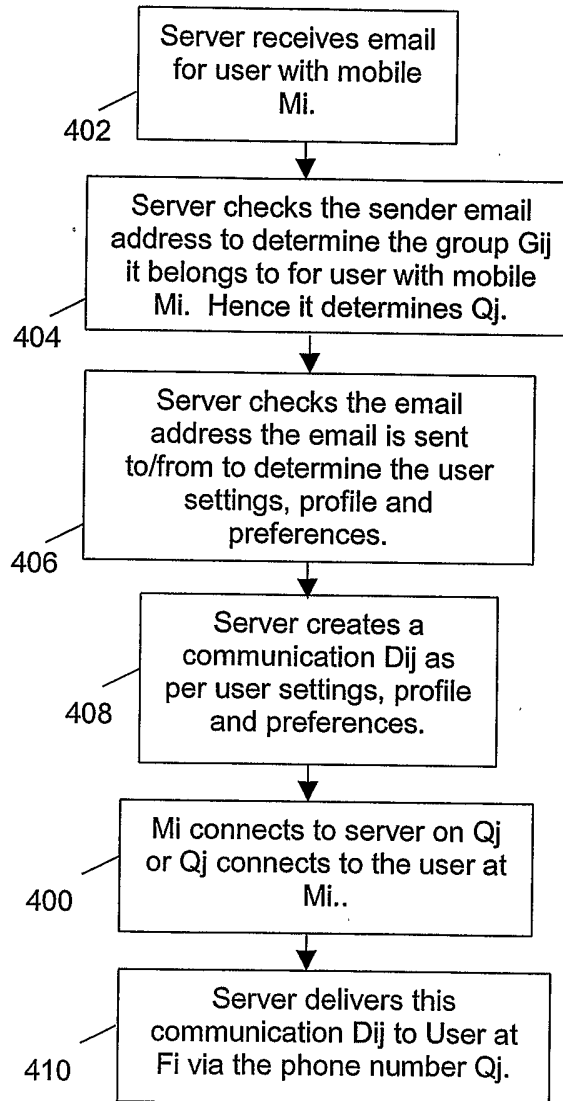 Server receives email
for user with mobile
Mi.
402
Server checks the sender email
address to determine the group Gij
it belongs to for user with mobile
Mi. Hence it determines Qj.
404
Server checks the email
address the email is sent
to/from to determine the user
settings, profile and
preferences.
406
Server creates a
communication Dij as
per user settings, profile
and preferences.
408
Mi connects to server on Qj
or Qj connects to the user at
Mi..
400
Server delivers this
communication Dij to User at
Fi via the phone number Qj.
410